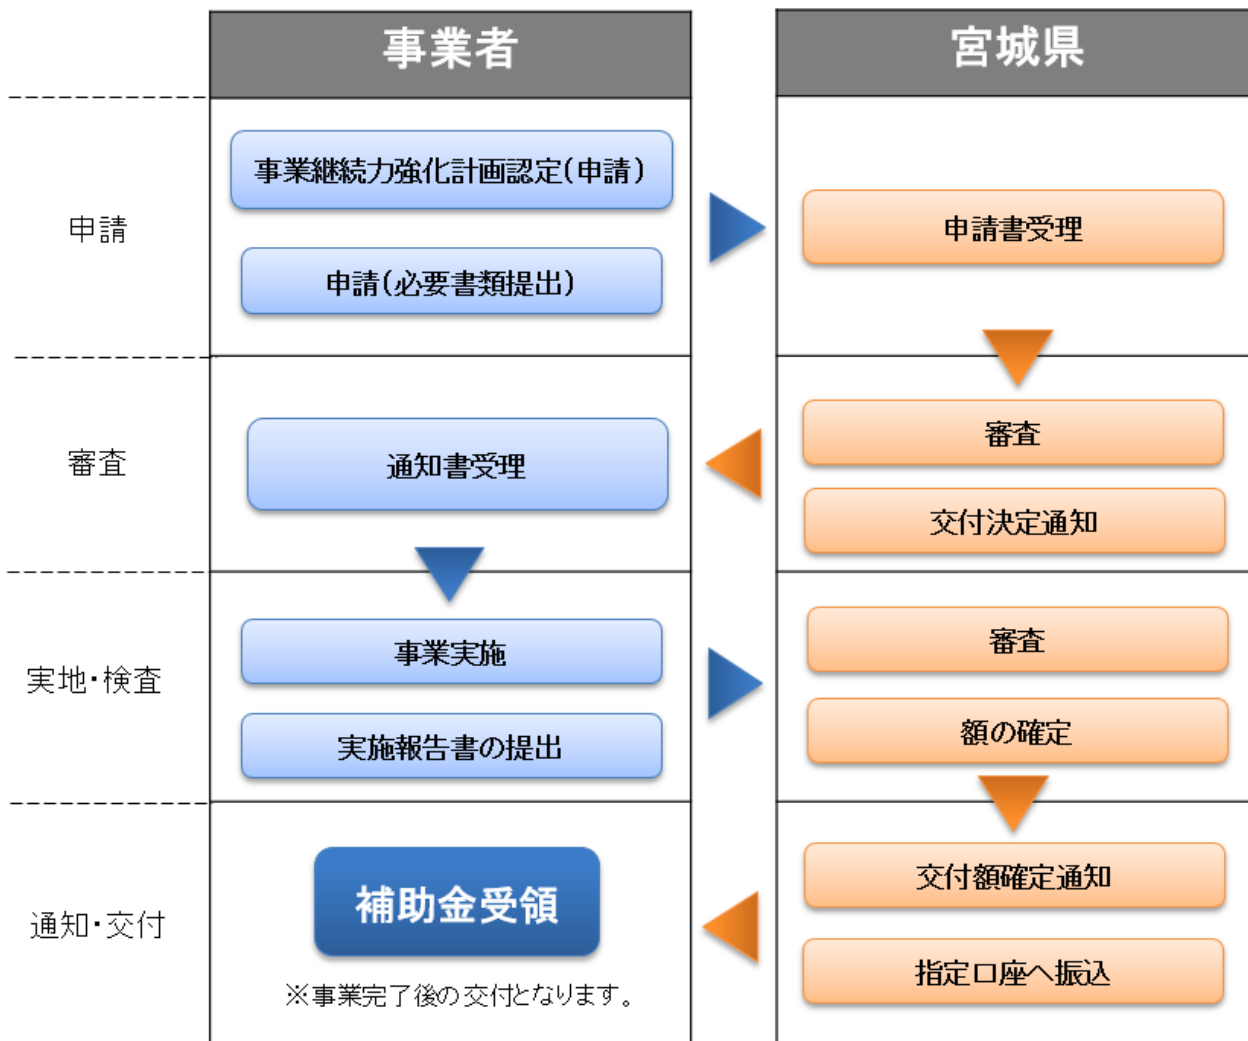 事業者
宮城県
申請
事業継続力強化計画認定(申請)
申請(必要書類提出)
申請書受理
審査
通知書受理
審査
交付決定通知
実地・検査
事業実施
実施報告書の提出
審査
額の確定
通知・交付
補助金受領
※事業完了後の交付となります。
交付額確定通知
指定口座へ振込